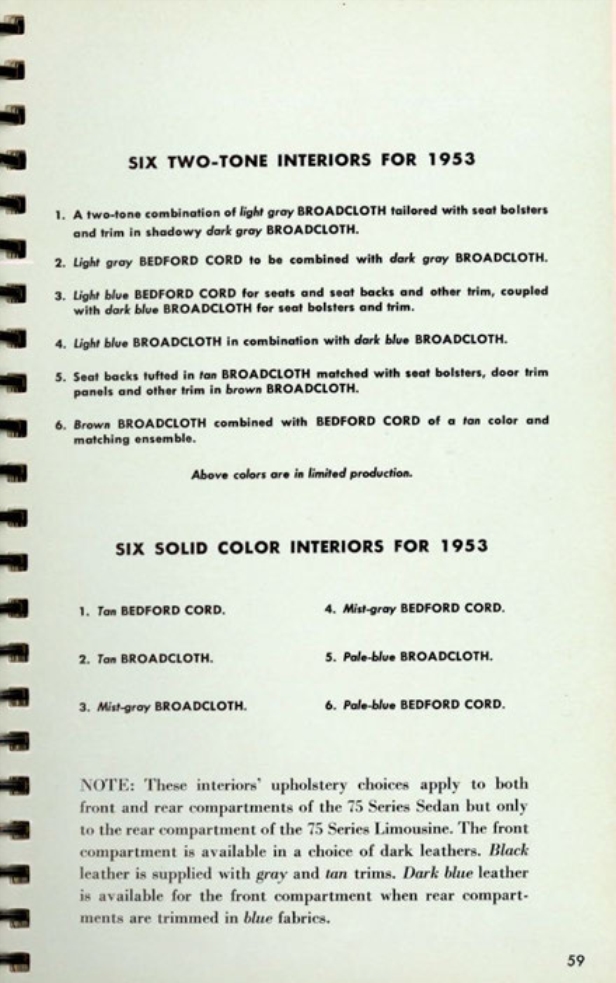 SIX TWO-TONE INTERIORS FOR 1953
1. A two-tone combination of light gray BROADCLOTH tailored with seat bolsters
and trim in shadowy dark gray BROADCLOTH.
2. Light gray BEDFORD CORD to be combined with dark gray BROADCLOTH.
3. Light blue BEDFORD CORD for seats and seat backs and other trim, coupled
with dark blue BROADCLOTH for seat bolsters and trim.
4. Light blue BROADCLOTH in combination with dark blue BROADCLOTH.
5. Seat backs tufted in tan BROADCLOTH matched with seat bolsters, door trim
panels and other trim in brown BROADCLOTH.
6. Brown BROADCLOTH combined with BEDFORD CORD of a tan color and
matching ensemble.
Above colors are in limited production.
SIX SOLID COLOR INTERIORS FOR 1953
1. Tan BEDFORD CORD.
2. Tan BROADCLOTH.
3. Mist-gray BROADCLOTH.
4. Mist-gray BEDFORD CORD.
5. Pale-blue BROADCLOTH.
6. Pale-blue BEDFORD CORD.
NOTE: These interiors' upholstery choices apply to both
front and rear compartments of the 75 Series Sedan but only
to the rear compartment of the 75 Series Limousine. The front
compartment is available in a choice of dark leathers. Black
leather is supplied with gray and tan trims. Dark blue leather
is available for the front compartment when rear compart-
ments are trimmed in blue fabrics.
59